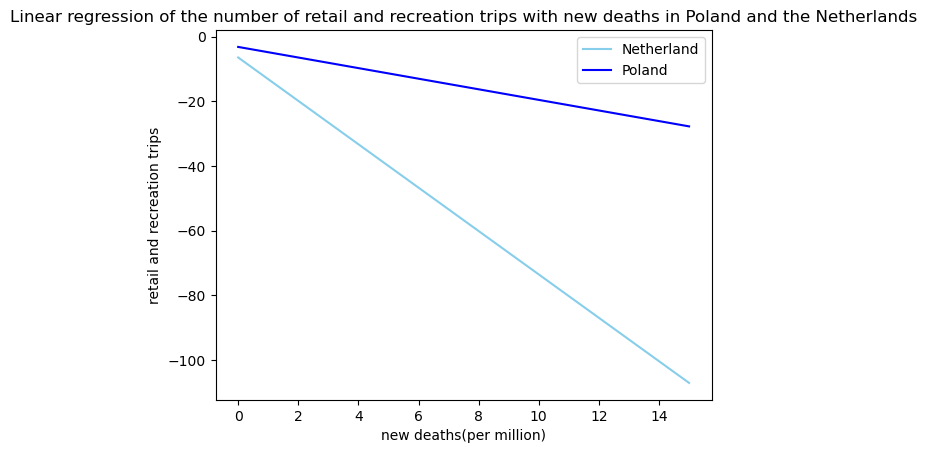 Linear regression of the number of retail and recreation trips with new deaths in Poland and the Netherlands
Netherland
Poland
retail and recreation trips
0
−20
−40
−60
−80
−100
0 2 4 6 8 10 12 14
new deaths(per million)